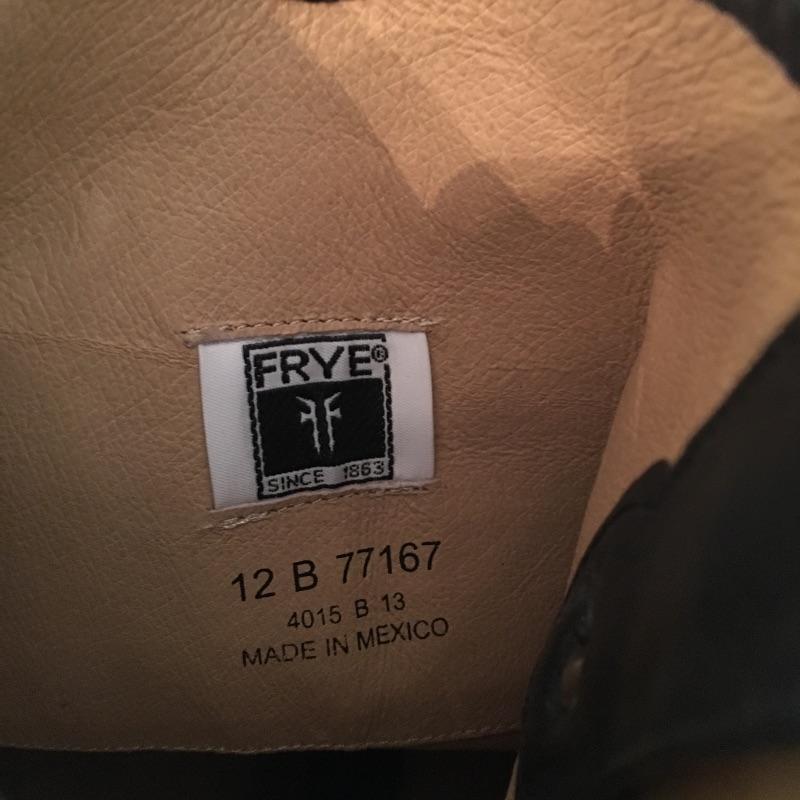 FRYE®
SINCE 1863
12 B 77167
4015 B 13
MADE IN MEXICO